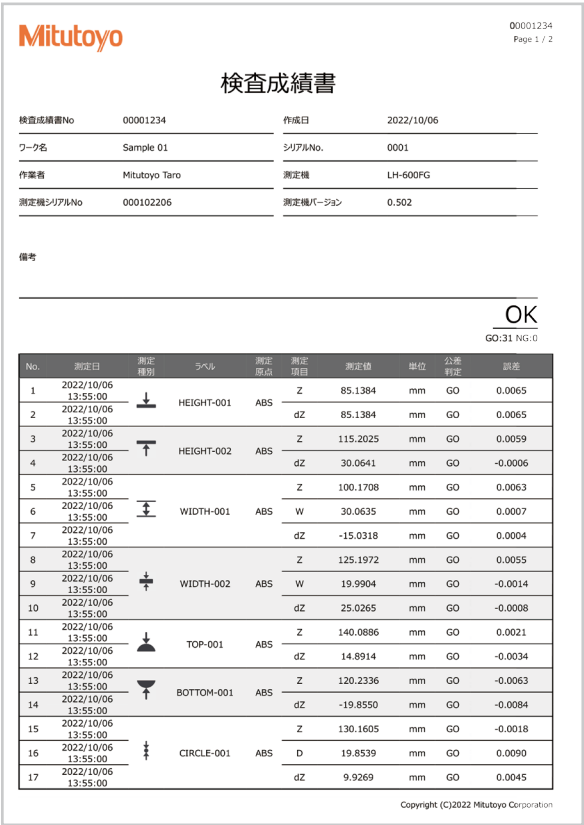 Mitutoyo
00001234
Page 1 / 2
検査成績書
検査成績書No 00001234 作成日 2022/10/06
ワーク名 Sample 01 シリアルNo. 0001
作業者 Mitutoyo Taro 測定機 LH-600FG
測定機シリアルNo 000102206 測定機バージョン 0.502
備考
OK
GO:31 NG:0
No. 測定日 測定種別 ラベル 測定原点 測定項目 測定値 単位 公差判定 誤差
1 2022/10/06 13:55:00 HEIGHT-001 ABS Z 85.1384 mm GO 0.0065
2 2022/10/06 13:55:00 dZ 85.1384 mm GO 0.0065
3 2022/10/06 13:55:00 HEIGHT-002 ABS Z 115.2025 mm GO 0.0059
4 2022/10/06 13:55:00 dZ 30.0641 mm GO -0.0006
5 2022/10/06 13:55:00 Z 100.1708 mm GO 0.0063
6 2022/10/06 13:55:00 WIDTH-001 ABS W 30.0635 mm GO 0.0007
7 2022/10/06 13:55:00 dZ -15.0318 mm GO 0.0004
8 2022/10/06 13:55:00 Z 125.1972 mm GO 0.0055
9 2022/10/06 13:55:00 WIDTH-002 ABS W 19.9904 mm GO -0.0014
10 2022/10/06 13:55:00 dZ 25.0265 mm GO -0.0008
11 2022/10/06 13:55:00 TOP-001 ABS Z 140.0886 mm GO 0.0021
12 2022/10/06 13:55:00 dZ 14.8914 mm GO -0.0034
13 2022/10/06 13:55:00 BOTTOM-001 ABS Z 120.2336 mm GO -0.0063
14 2022/10/06 13:55:00 dZ -19.8550 mm GO -0.0084
15 2022/10/06 13:55:00 Z 130.1605 mm GO -0.0018
16 2022/10/06 13:55:00 CIRCLE-001 ABS D 19.8539 mm GO 0.0090
17 2022/10/06 13:55:00 dZ 9.9269 mm GO 0.0045
Copyright (C)2022 Mitutoyo Corporation